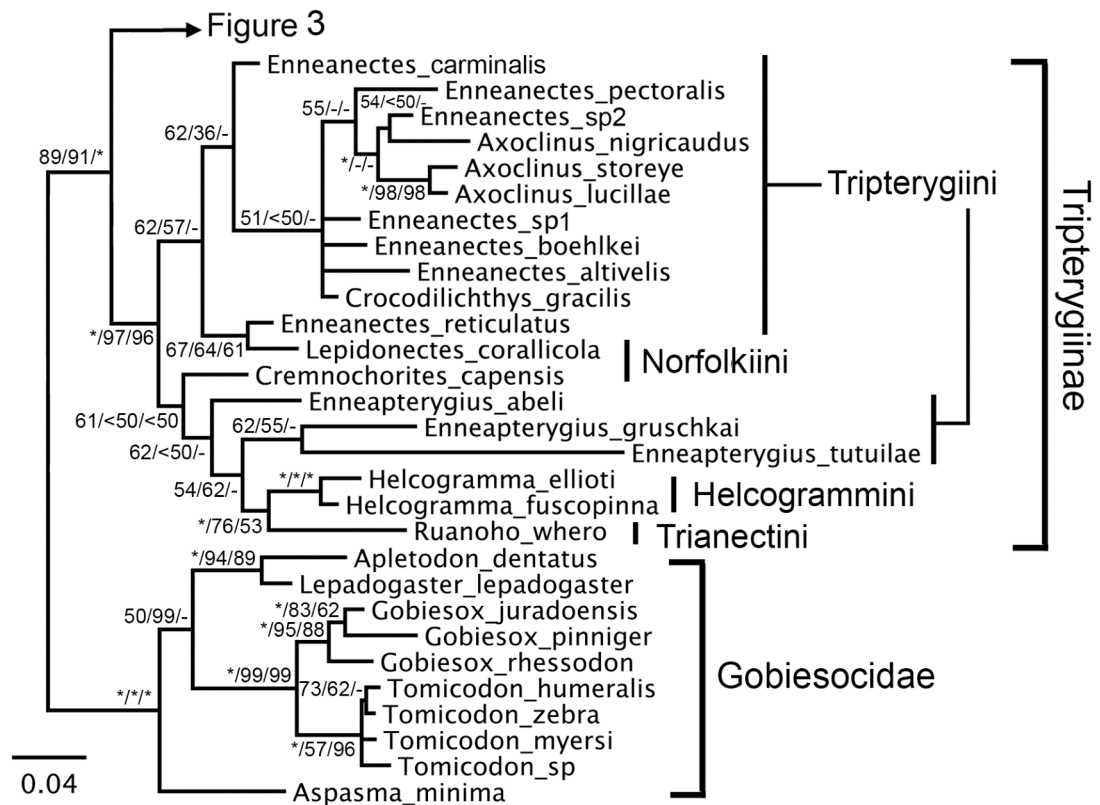 Figure 3
Enneanectes_carminalis
Enneanectes_pectoralis
55/-/-
54/<50/-
Enneanectes_sp2
62/36/-
Axoclinus_nigricaudus
89/91/*
*/-/-
Axoclinus_storeye
*/98/98
Axoclinus_lucillae
Tripterygiini
51/<50/-
Enneanectes_sp1
62/57/-
Enneanectes_boehlkei
Enneanectes_altivelis
Crocodilichthys_gracilis
Enneanectes_reticulatus
*/97/96
67/64/61
Lepidonectes_corallicola
Norfolkiini
Cremnochorites_capensis
Tripterygiinae
Enneapterygius_abeli
61/<50/<50
62/55/-
Enneapterygius_gruschkai
62/<50/-
Enneapterygius_tutuilae
*/*/*
Helcogramma_ellioti
54/62/-
Helcogramma_fuscopinna
Helcogrammini
*/76/53
Ruanoho_whero
Trianectini
*/94/89
Apletodon_dentatus
Lepadogaster_lepadogaster
50/99/-
*/83/62
Gobiesox_juradoensis
*/95/88
Gobiesox_pinniger
Gobiesox_rhessodon
*/99/99
Gobiesocidae
73/62/-
Tomicodon_humeralis
*/*/*
Tomicodon_zebra
*/57/96
Tomicodon_myersi
Tomicodon_sp
0.04
Aspasma_minima